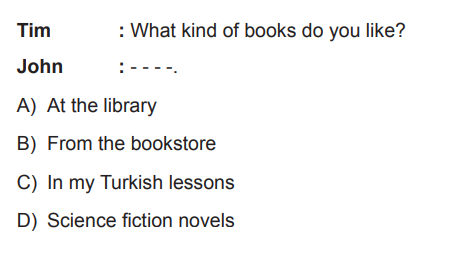 Tim : What kind of books do you like?
John : - - - -.
A) At the library
B) From the bookstore
C) In my Turkish lessons
D) Science fiction novels